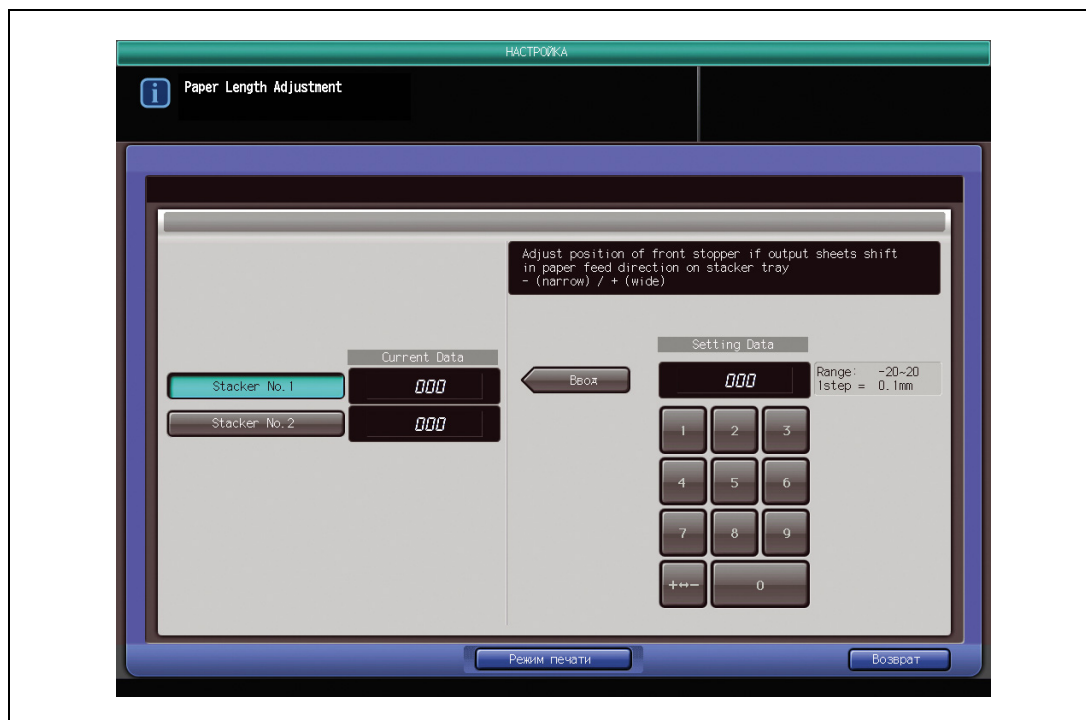 НАСТРОЙКА
i
Paper Length Adjustment
Adjust position of front stopper if output sheets shift
in paper feed direction on stacker tray
- (narrow) / + (wide)
Current Data
Setting Data
Stacker No.1
000
Ввод
000
Range: -20~20
1step = 0.1mm
Stacker No.2
000
1 2 3
4 5 6
7 8 9
+↔- 0
Режим печати
Возврат